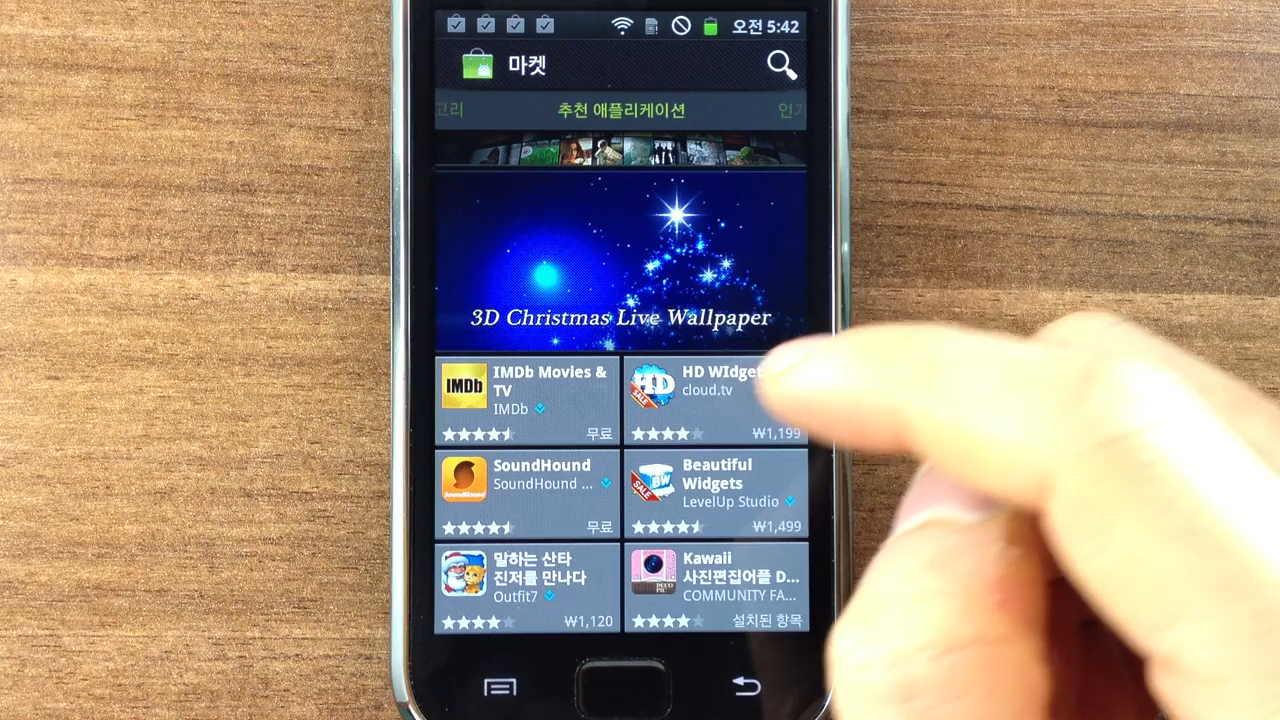 오전 5:42
마켓
고리 추천 애플리케이션 인기
3D Christmas Live Wallpaper
IMDb
IMDb Movies &
TV
IMDb
무료
HD
SALE
HD WIdget
cloud.tv
₩1,199
SoundHound
SoundHound
SoundHound ...
무료
BW
SALE
Beautiful
Widgets
LevelUp Studio
₩1,499
말하는 산타
진저를 만나다
Outfit7
₩1,120
DECO
PIC
Kawaii
사진편집어플 D...
COMMUNITY FA...
설치된 항목